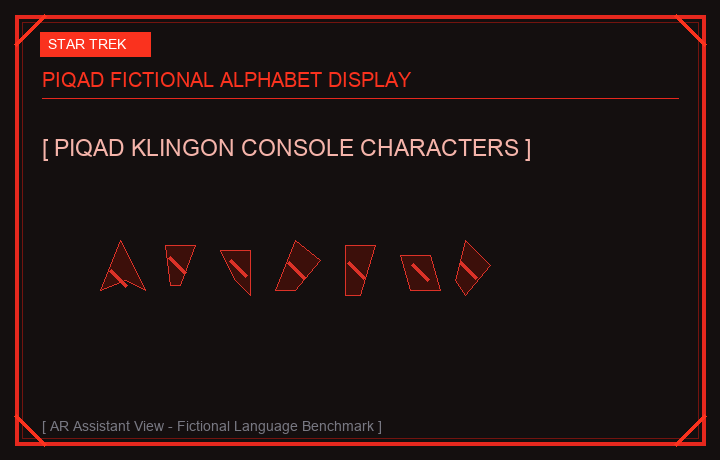 STAR TREK
PIQAD FICTIONAL ALPHABET DISPLAY
[ PIQAD KLINGON CONSOLE CHARACTERS ]
[ AR Assistant View - Fictional Language Benchmark ]